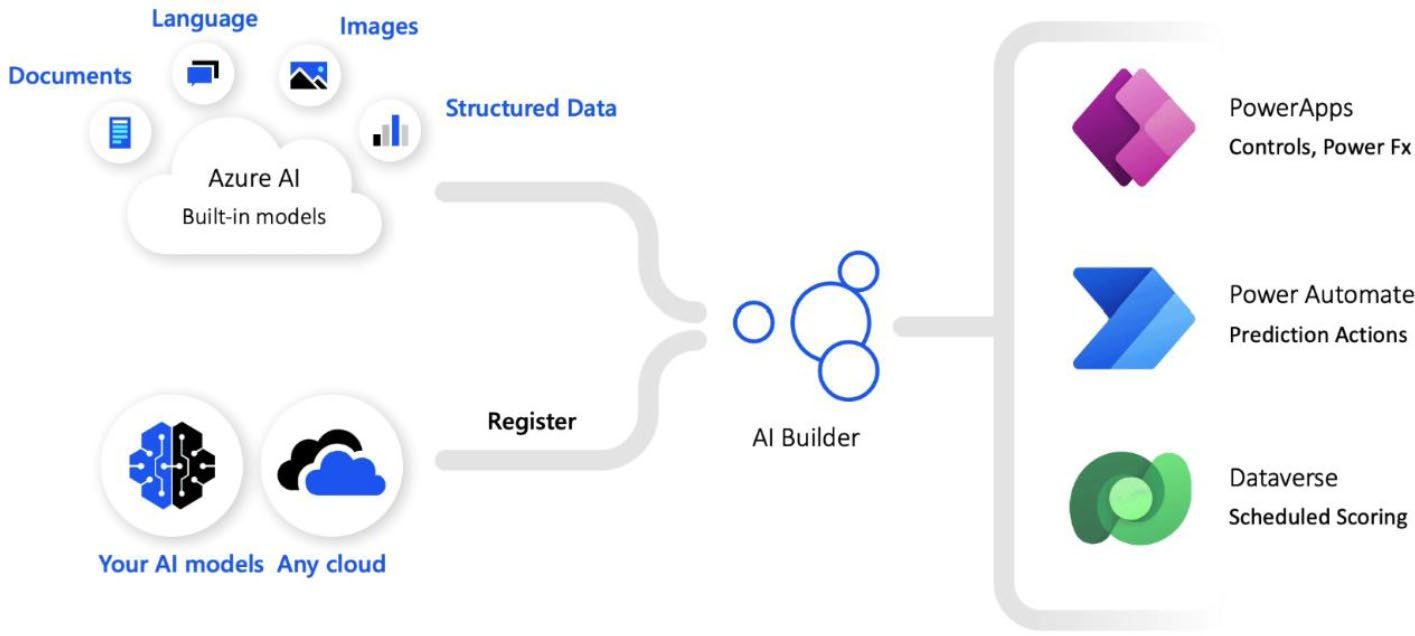 Language
Images
Documents
Structured Data
Azure AI
Built-in models
Register
Your AI models
Any cloud
AI Builder
PowerApps
Controls, Power Fx
Power Automate
Prediction Actions
Dataverse
Scheduled Scoring